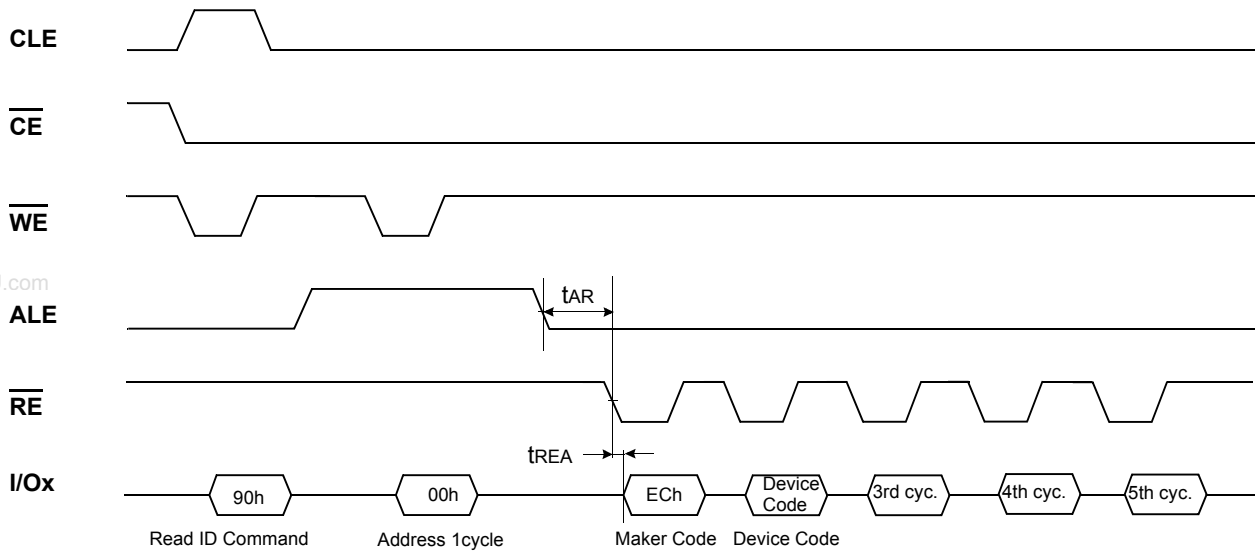 CLE
CE
WE
J.com
ALE
tAR
RE
tREA
I/Ox
90h
00h
ECh
Device
Code
3rd cyc.
4th cyc.
5th cyc.
Read ID Command
Address 1cycle
Maker Code
Device Code